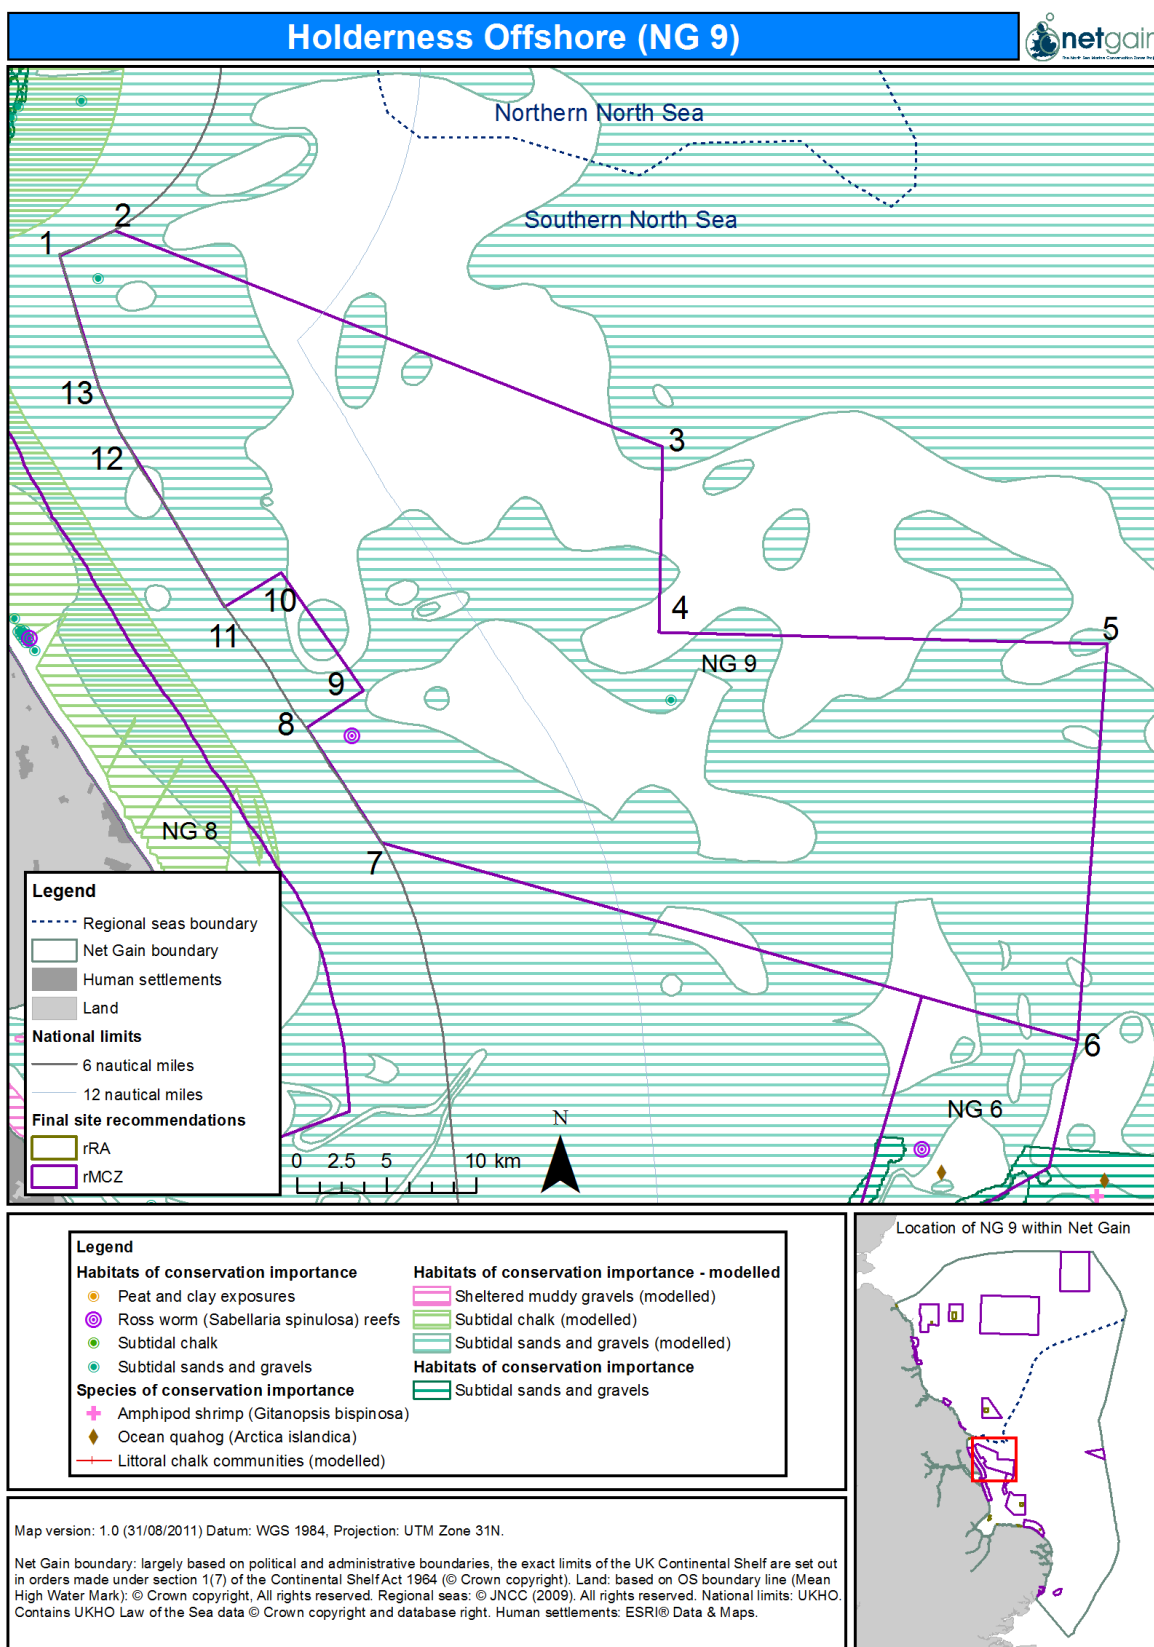 Holderness Offshore (NG 9)
netgain
The North Sea Marine Conservation Zones Project
Northern North Sea
Southern North Sea
2
1
13
3
12
10
4
11
5
NG 9
9
8
NG 8
7
6
NG 6
N
0 2.5 5 10 km
Legend
Regional seas boundary
Net Gain boundary
Human settlements
Land
National limits
6 nautical miles
12 nautical miles
Final site recommendations
rRA
rMCZ
Legend
Habitats of conservation importance
Peat and clay exposures
Ross worm (Sabellaria spinulosa) reefs
Subtidal chalk
Subtidal sands and gravels
Species of conservation importance
Amphipod shrimp (Gitanopsis bispinosa)
Ocean quahog (Arctica islandica)
Littoral chalk communities (modelled)
Habitats of conservation importance - modelled
Sheltered muddy gravels (modelled)
Subtidal chalk (modelled)
Subtidal sands and gravels (modelled)
Habitats of conservation importance
Subtidal sands and gravels
Location of NG 9 within Net Gain
Map version: 1.0 (31/08/2011) Datum: WGS 1984, Projection: UTM Zone 31N.
Net Gain boundary: largely based on political and administrative boundaries, the exact limits of the UK Continental Shelf are set out
in orders made under section 1(7) of the Continental Shelf Act 1964 (© Crown copyright). Land: based on OS boundary line (Mean
High Water Mark): © Crown copyright, All rights reserved. Regional seas: © JNCC (2009). All rights reserved. National limits: UKHO.
Contains UKHO Law of the Sea data © Crown copyright and database right. Human settlements: ESRI® Data & Maps.